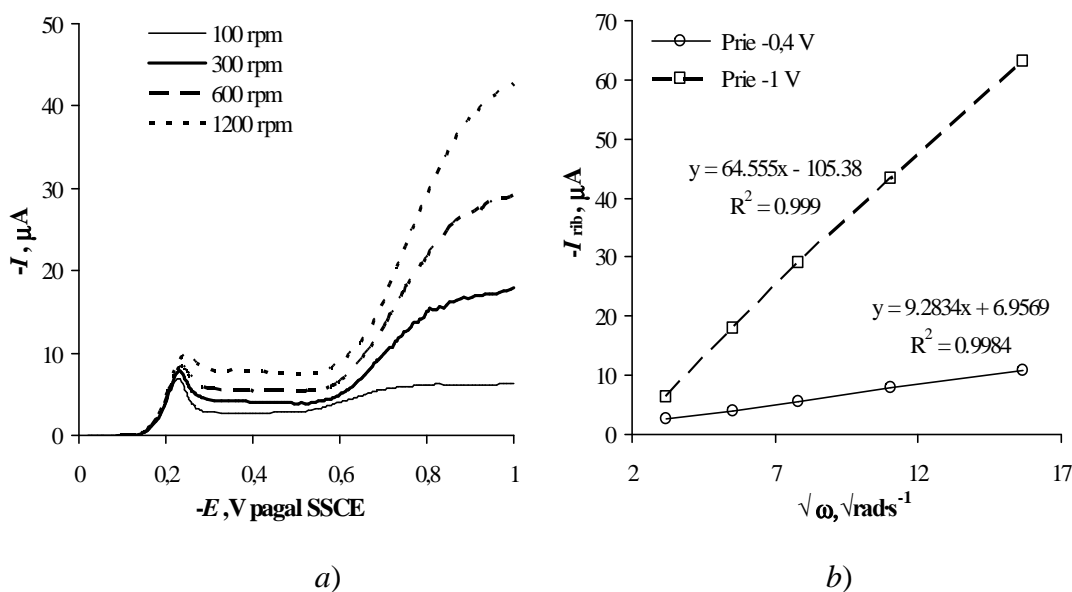 50
40
30
20
10
0
-I, µA
100 rpm
300 rpm
600 rpm
1200 rpm
0
0,2
0,4
0,6
0,8
1
-E ,V pagal SSCE
a)
70
60
50
40
30
20
10
0
-I rib, µA
Prie -0,4 V
Prie -1 V
y = 64.555x - 105.38
R² = 0.999
y = 9.2834x + 6.9569
R² = 0.9984
2
7
12
17
√ ω, √rad·s⁻¹
b)